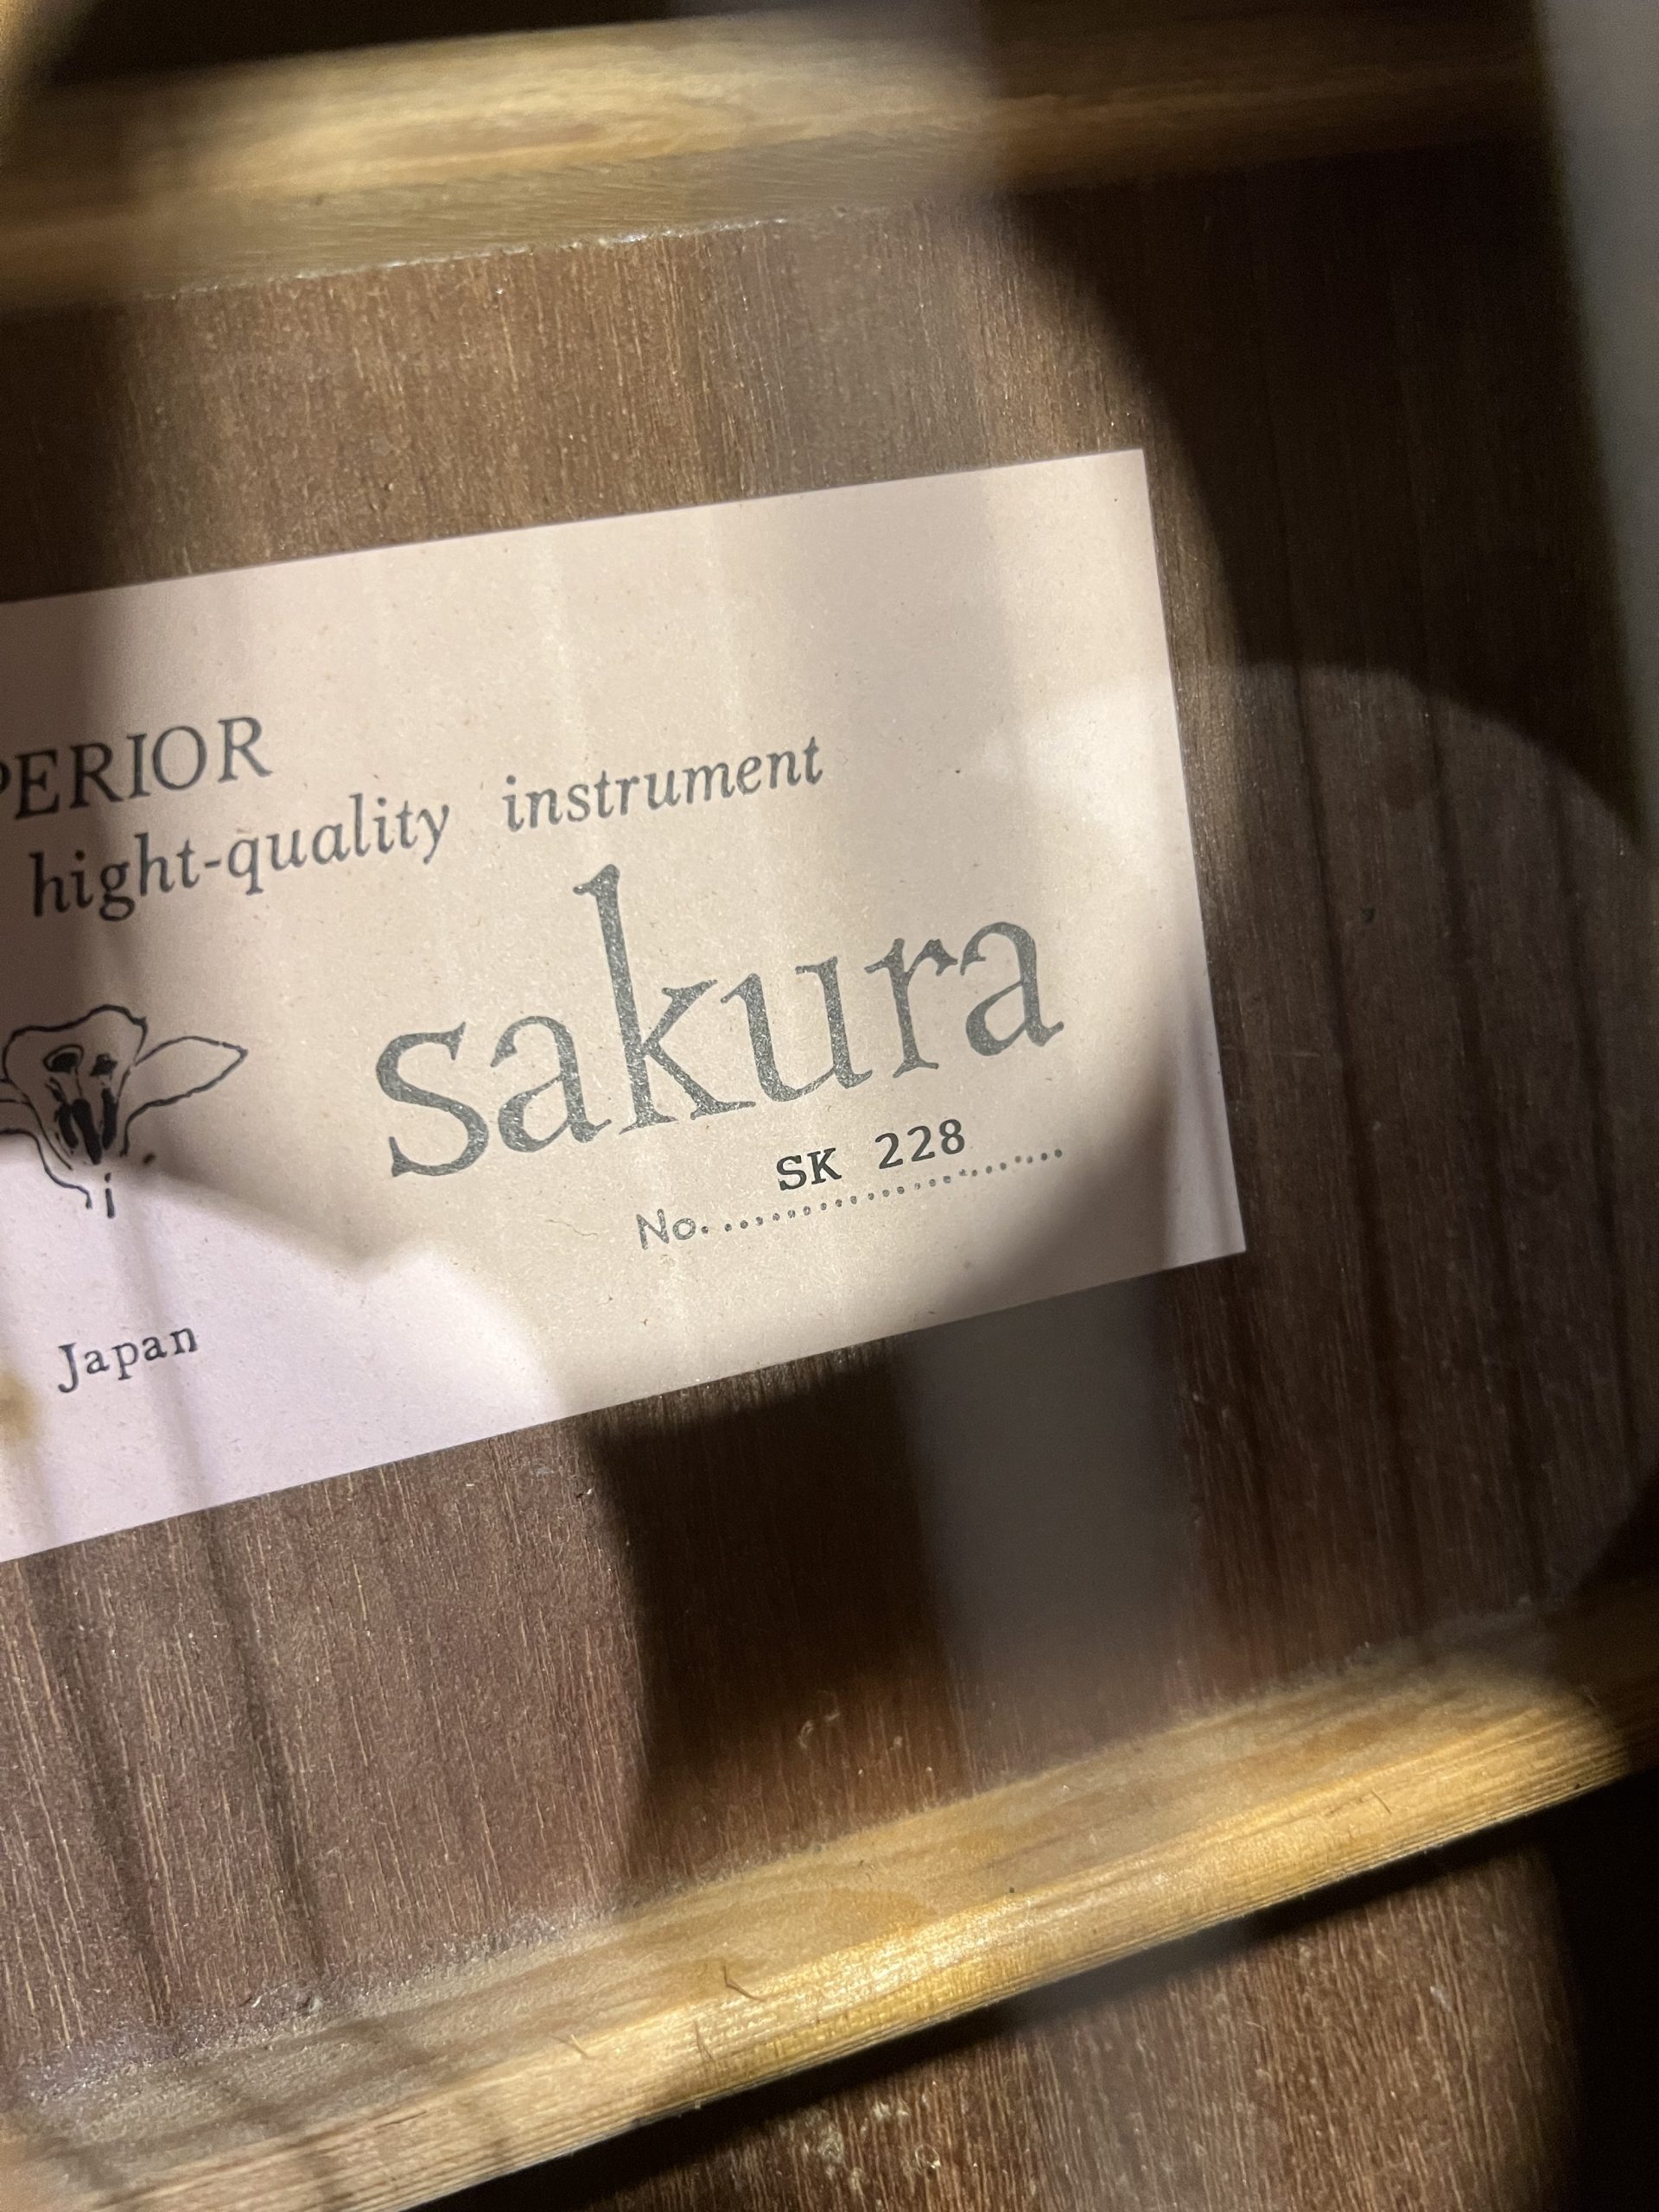 PERIOR
hight-quality instrument
sakura
SK 228
No. ....................
Japan